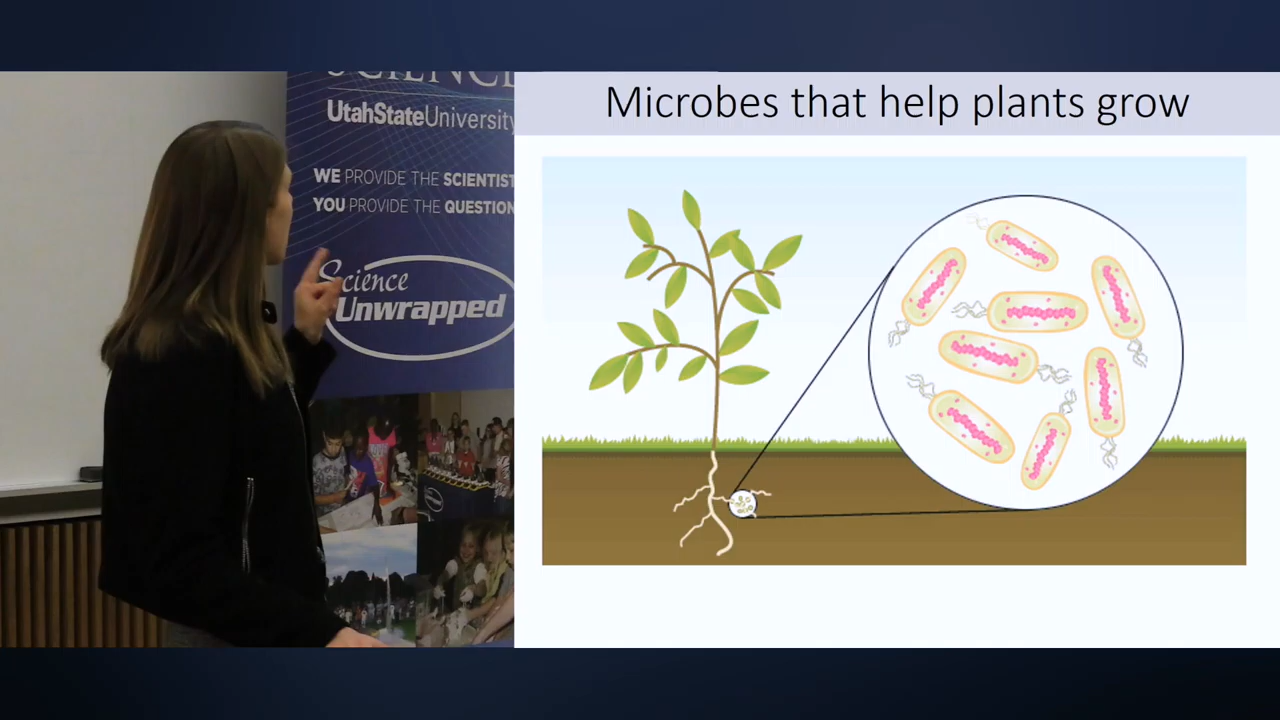 UtahStateUniversity
WE PROVIDE THE SCIENTIST
YOU PROVIDE THE QUESTION
Science
Unwrapped
Microbes that help plants grow